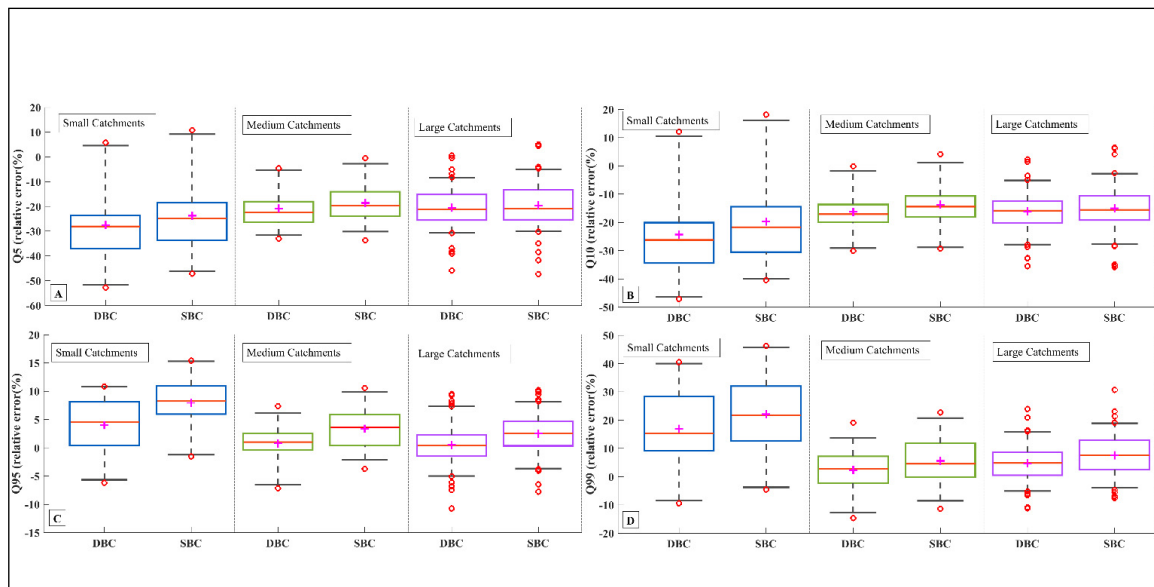 Small Catchments
Medium Catchments
Large Catchments
Q5 (relative error(%)
20
10
0
-10
-20
-30
-40
-50
-60
A
DBC
SBC
DBC
SBC
DBC
SBC
Small Catchments
Medium Catchments
Large Catchments
Q10 (relative error(%)
20
10
0
-10
-20
-30
-40
-50
B
DBC
SBC
DBC
SBC
DBC
SBC
Small Catchments
Medium Catchments
Large Catchments
Q95 (relative error(%)
20
15
10
5
0
-5
-10
-15
C
DBC
SBC
DBC
SBC
DBC
SBC
Small Catchments
Medium Catchments
Large Catchments
Q99 (relative error(%)
50
40
30
20
10
0
-10
-20
D
DBC
SBC
DBC
SBC
DBC
SBC